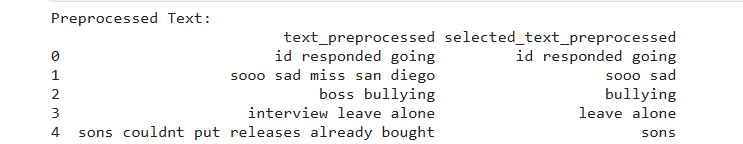 Preprocessed Text:
text_preprocessed selected_text_preprocessed
0 id responded going id responded going
1 sooo sad miss san diego sooo sad
2 boss bullying bullying
3 interview leave alone leave alone
4 sons couldnt put releases already bought sons